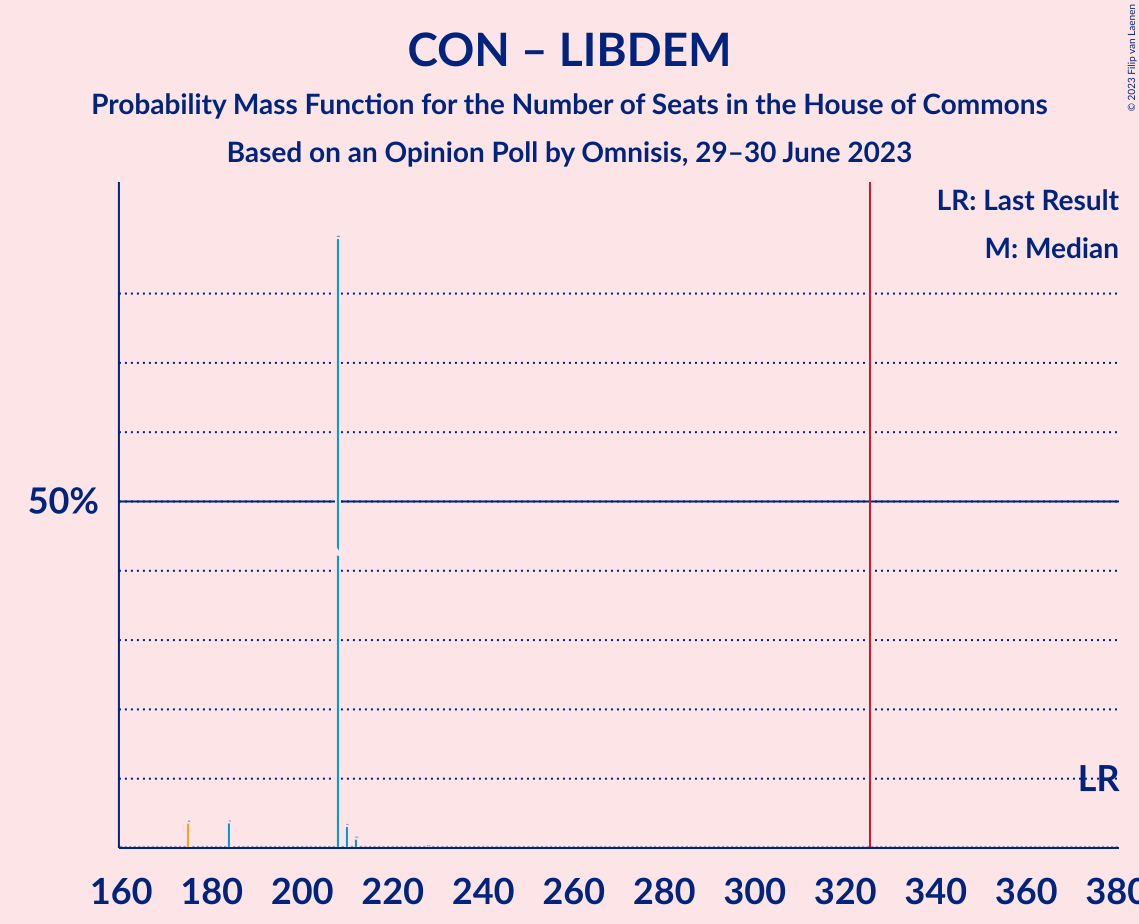 CON – LIBDEM
Probability Mass Function for the Number of Seats in the House of Commons
Based on an Opinion Poll by Omnisis, 29–30 June 2023
© 2023 Filip van Laenen
LR: Last Result
M: Median
50%
LR
160 180 200 220 240 260 280 300 320 340 360 380